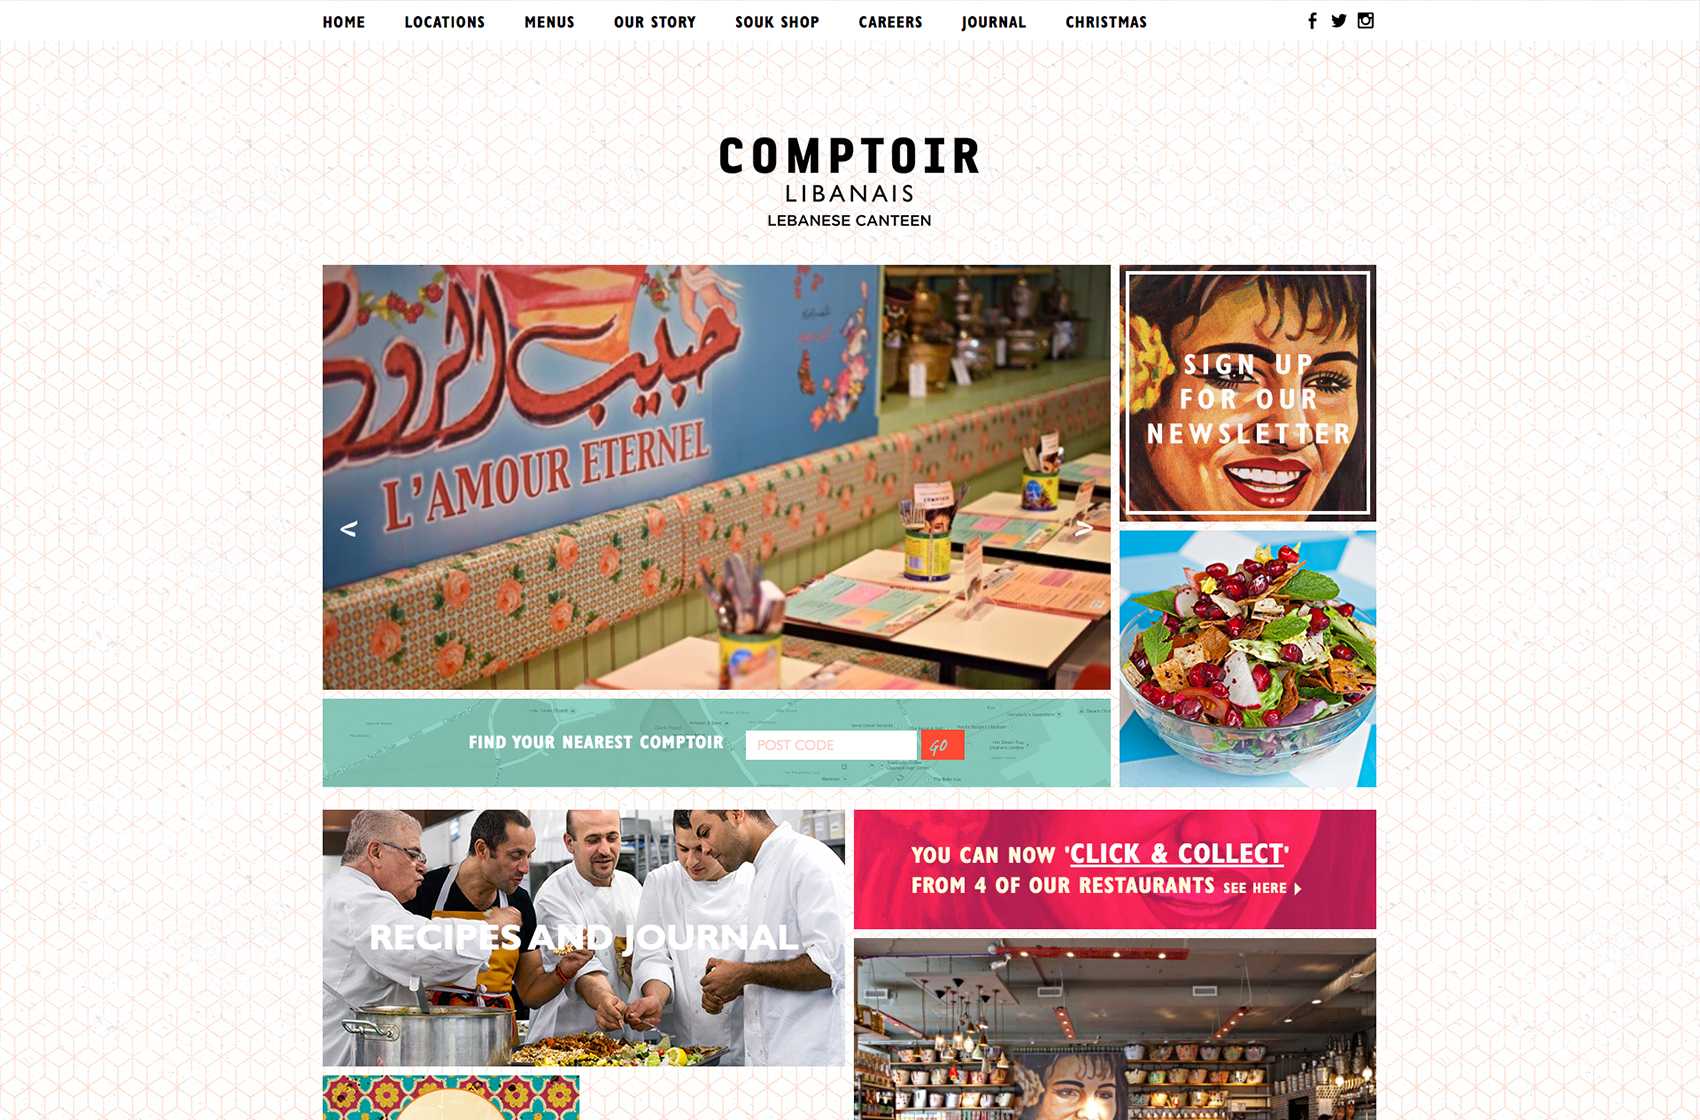 HOME LOCATIONS MENUS OUR STORY SOUK SHOP CAREERS JOURNAL CHRISTMAS
COMPTOIR
LIBANAIS
LEBANESE CANTEEN
حبيب الروح
L'AMOUR ETERNEL
<
>
SIGN UP
FOR OUR
NEWSLETTER
FIND YOUR NEAREST COMPTOIR POST CODE GO
RECIPES AND JOURNAL
YOU CAN NOW 'CLICK & COLLECT'
FROM 4 OF OUR RESTAURANTS SEE HERE